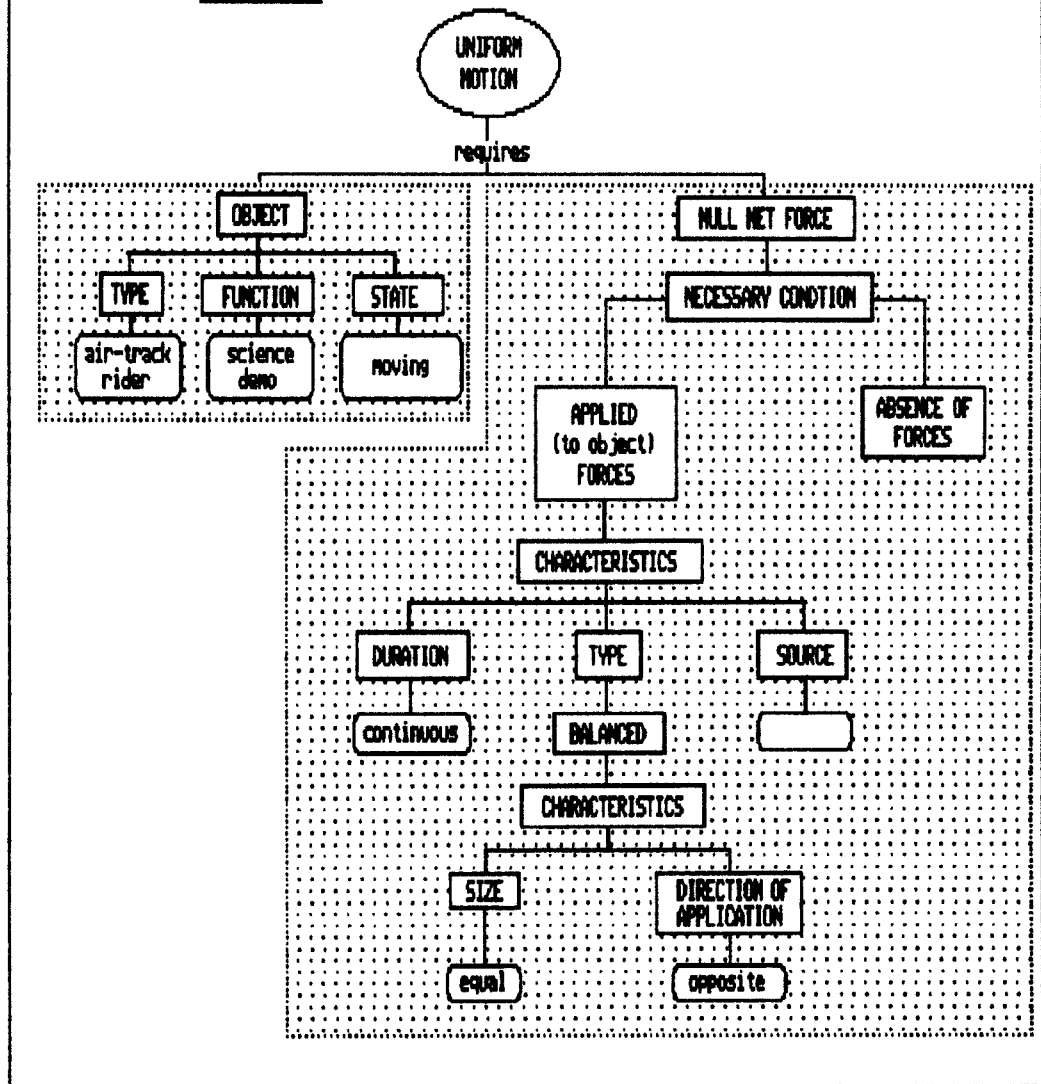 UNIFORM
MOTION
requires
OBJECT
NULL NET FORCE
TYPE
FUNCTION
STATE
NECESSARY CONDTION
air-track
rider
science
demo
moving
APPLIED
(to object)
FORCES
ABSENCE OF
FORCES
CHARACTERISTICS
DURATION
TYPE
SOURCE
continuous
BALANCED
CHARACTERISTICS
SIZE
DIRECTION OF
APPLICATION
equal
opposite